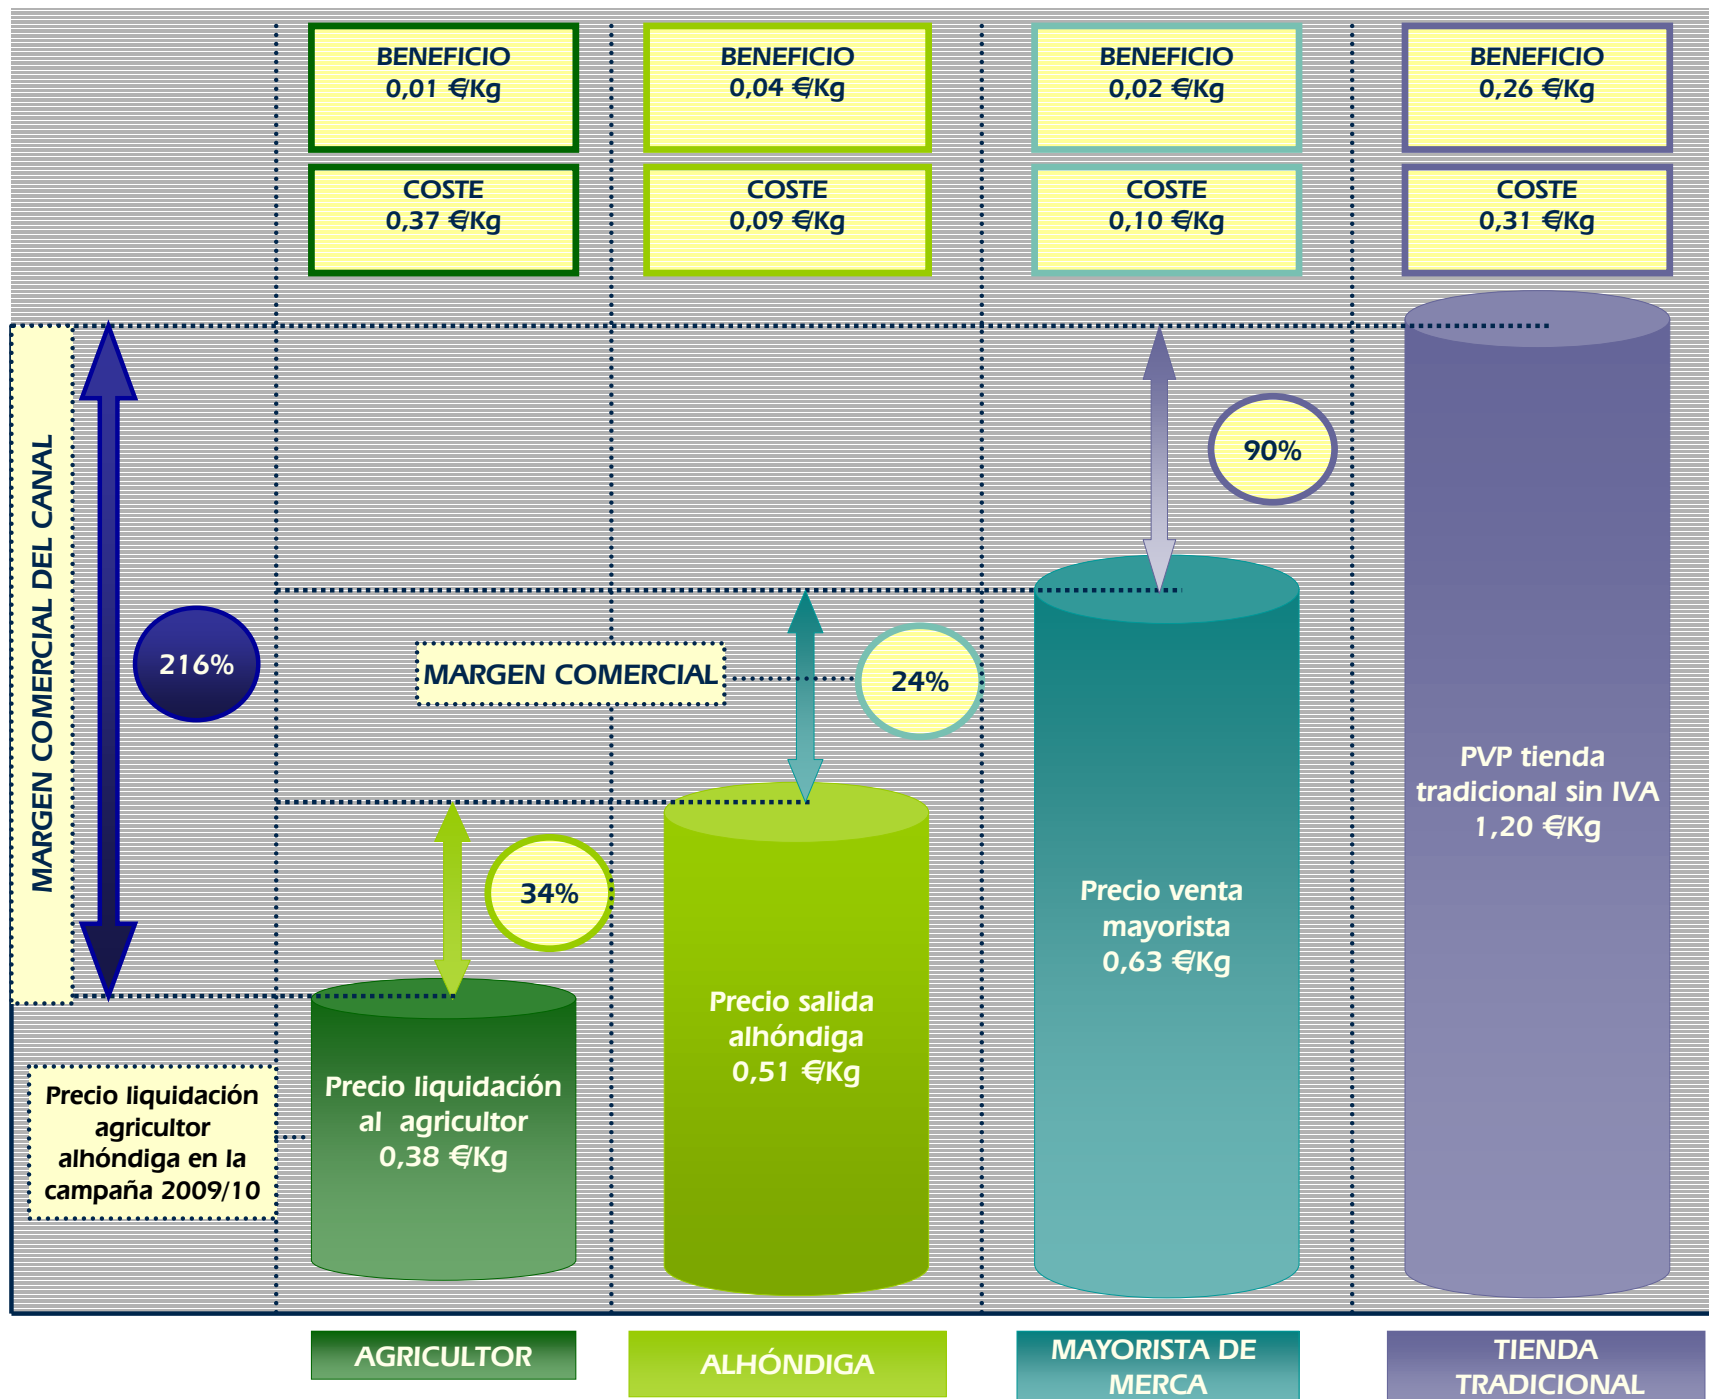 BENEFICIO
0,01 €/Kg
BENEFICIO
0,04 €/Kg
BENEFICIO
0,02 €/Kg
BENEFICIO
0,26 €/Kg
COSTE
0,37 €/Kg
COSTE
0,09 €/Kg
COSTE
0,10 €/Kg
COSTE
0,31 €/Kg
MARGEN COMERCIAL DEL CANAL
216%
90%
MARGEN COMERCIAL
24%
34%
Precio liquidación
agricultor
alhóndiga en la
campaña 2009/10
Precio liquidación
al agricultor
0,38 €/Kg
Precio salida
alhóndiga
0,51 €/Kg
Precio venta
mayorista
0,63 €/Kg
PVP tienda
tradicional sin IVA
1,20 €/Kg
AGRICULTOR
ALHÓNDIGA
MAYORISTA DE
MERCA
TIENDA
TRADICIONAL